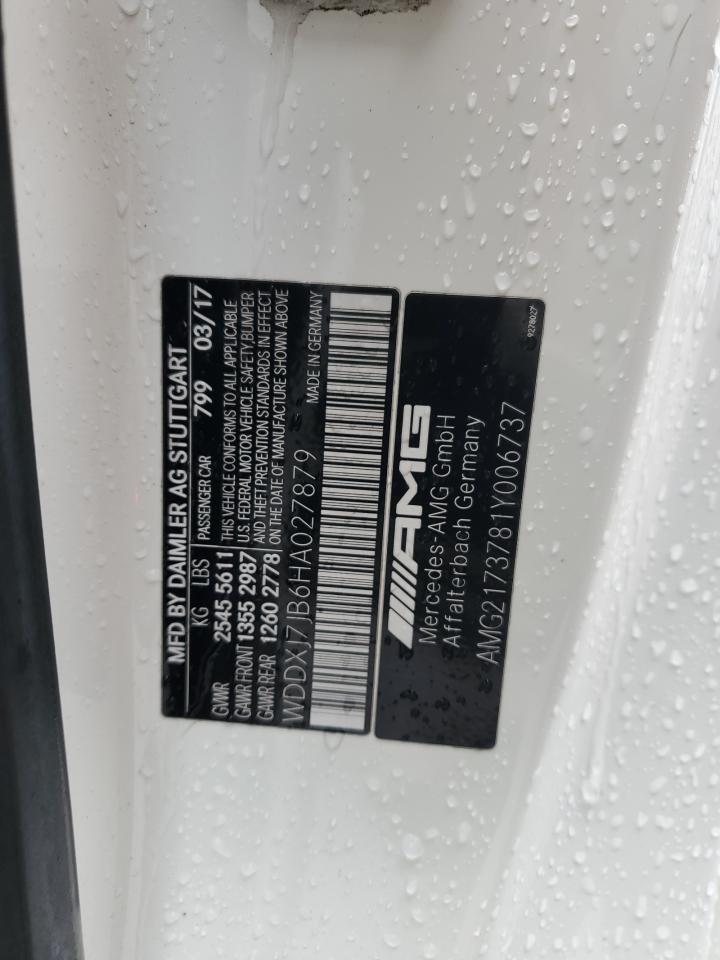 MFD BY DAIMLER AG STUTTGART
KG LBS PASSENGER CAR 799 03/17
GVWR 2545 5611 THIS VEHICLE CONFORMS TO ALL APPLICABLE
GAWR FRONT 1355 2987 U.S. FEDERAL MOTOR VEHICLE SAFETY,BUMPER
GAWR REAR 1260 2778 AND THEFT PREVENTION STANDARDS IN EFFECT
ON THE DATE OF MANUFACTURE SHOWN ABOVE
WDDXJ7JB6HA027879 MADE IN GERMANY
AMG
Mercedes-AMG GmbH
Affalterbach Germany
AMG2173781Y006737